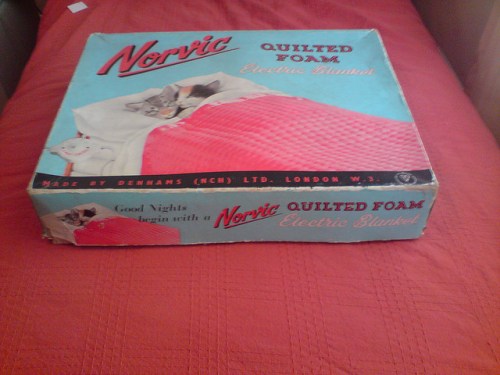 Norvic
QUILTED
FOAM
Electric Blanket
MADE BY DENHAMS (NCH) LTD. LONDON W.3.
Good Nights
begin with a Norvic QUILTED FOAM
Electric Blanket